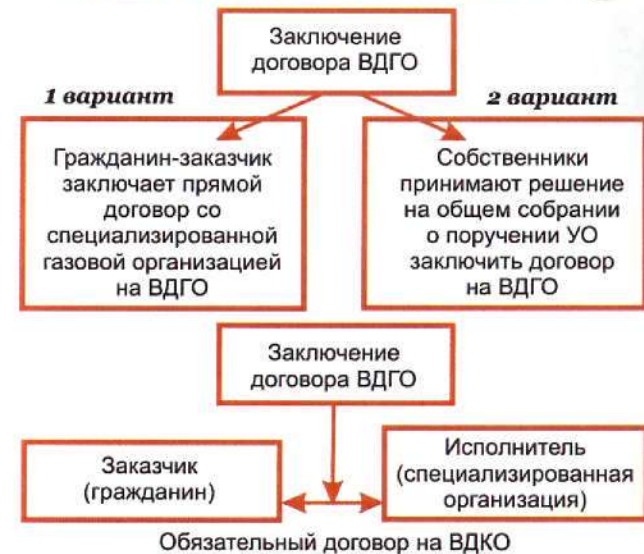 Заключение
договора ВДГО
1 вариант
2 вариант
Гражданин-заказчик
заключает прямой
договор со
специализированной
газовой организацией
на ВДГО
Собственники
принимают решение
на общем собрании
о поручении УО
заключить договор
на ВДГО
Заключение
договора ВДГО
Заказчик
(гражданин)
Исполнитель
(специализированная
организация)
Обязательный договор на ВДКО